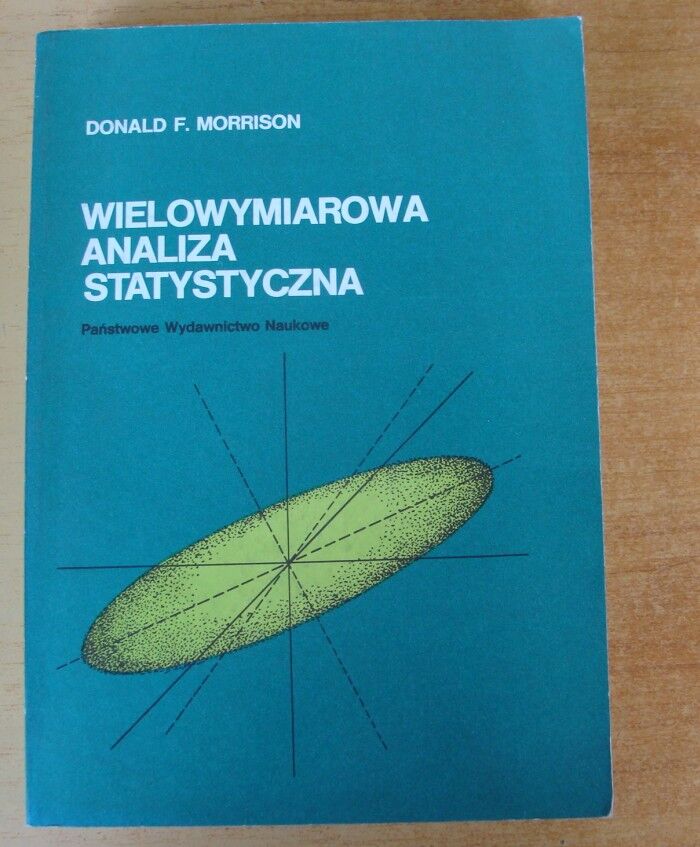 DONALD F. MORRISON
WIELOWYMIAROWA
ANALIZA
STATYSTYCZNA
Państwowe Wydawnictwo Naukowe